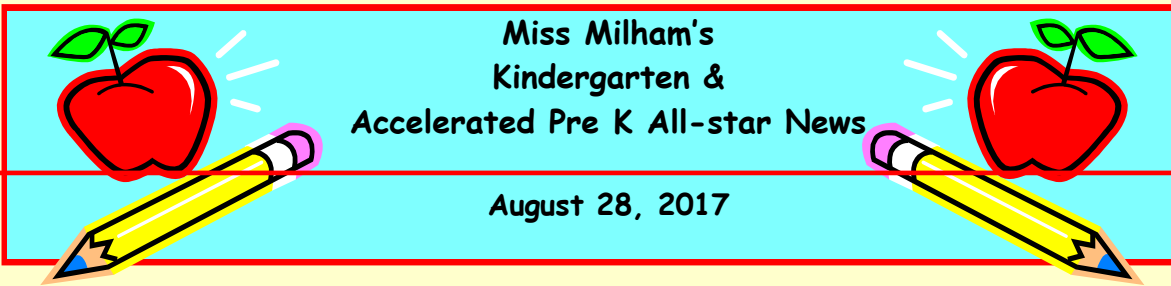 Miss Milham's
Kindergarten &
Accelerated Pre K All-star News
August 28, 2017